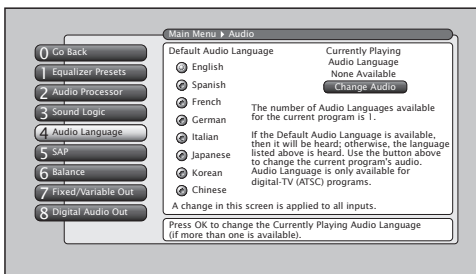 Main Menu ▸ Audio
0 Go Back
1 Equalizer Presets
2 Audio Processor
3 Sound Logic
4 Audio Language
5 SAP
6 Balance
7 Fixed/Variable Out
8 Digital Audio Out
Default Audio Language
English
Spanish
French
German
Italian
Japanese
Korean
Chinese
Currently Playing
Audio Language
None Available
Change Audio
The number of Audio Languages available
for the current program is 1.
If the Default Audio Language is available,
then it will be heard; otherwise, the language
listed above is heard. Use the button above
to change the current program's audio.
Audio Language is only available for
digital-TV (ATSC) programs.
A change in this screen is applied to all inputs.
Press OK to change the Currently Playing Audio Language
(if more than one is available).